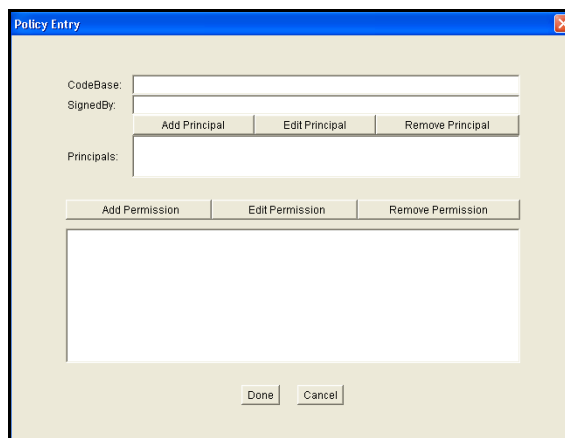 Policy Entry
CodeBase:
SignedBy:
Add Principal Edit Principal Remove Principal
Principals:
Add Permission Edit Permission Remove Permission
Done Cancel